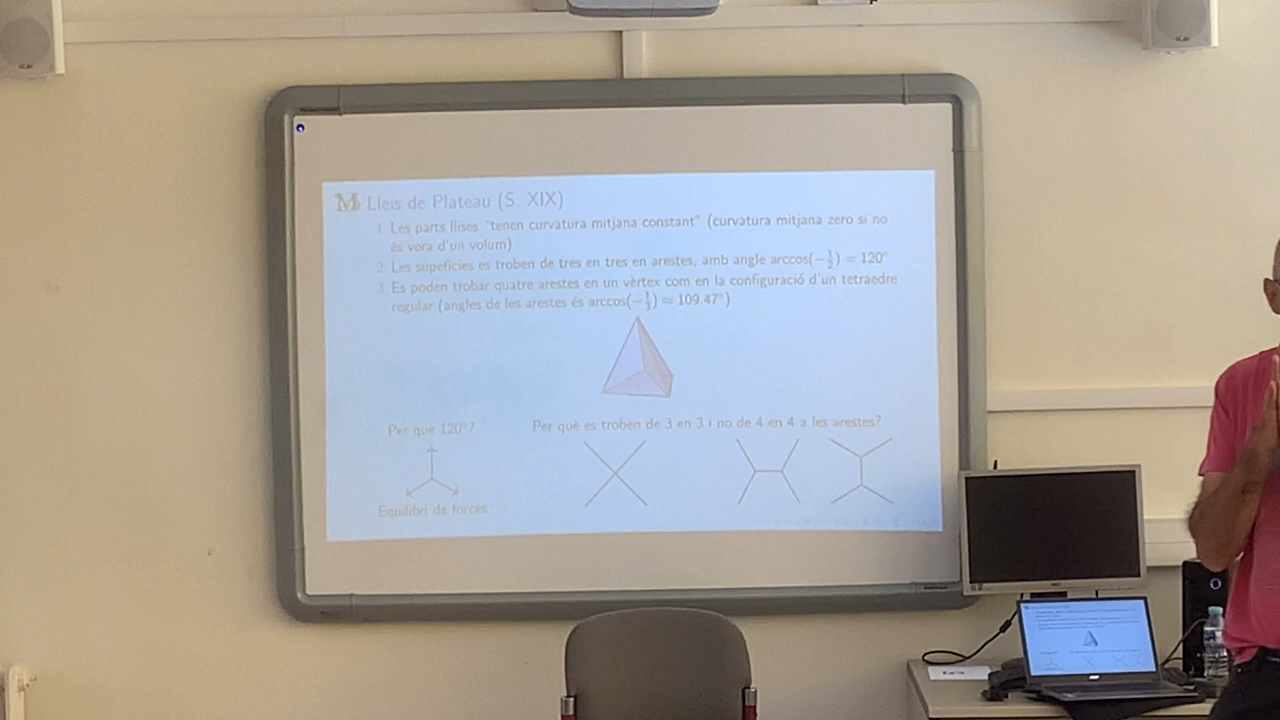 M Lleis de Plateau (S. XIX)
1 Les parts llises "tenen curvatura mitjana constant" (curvatura mitjana zero si no
és vora d'un volum)
2 Les supefícies es troben de tres en tres en arestes, amb angle arccos(−1/2) = 120°
3 Es poden trobar quatre arestes en un vèrtex com en la configuració d'un tetraedre
regular (angles de les arestes és arccos(−1/3) ≈ 109.47°)
Per què 120°?
Per què es troben de 3 en 3 i no de 4 en 4 a les arestes?
Equilibri de forces